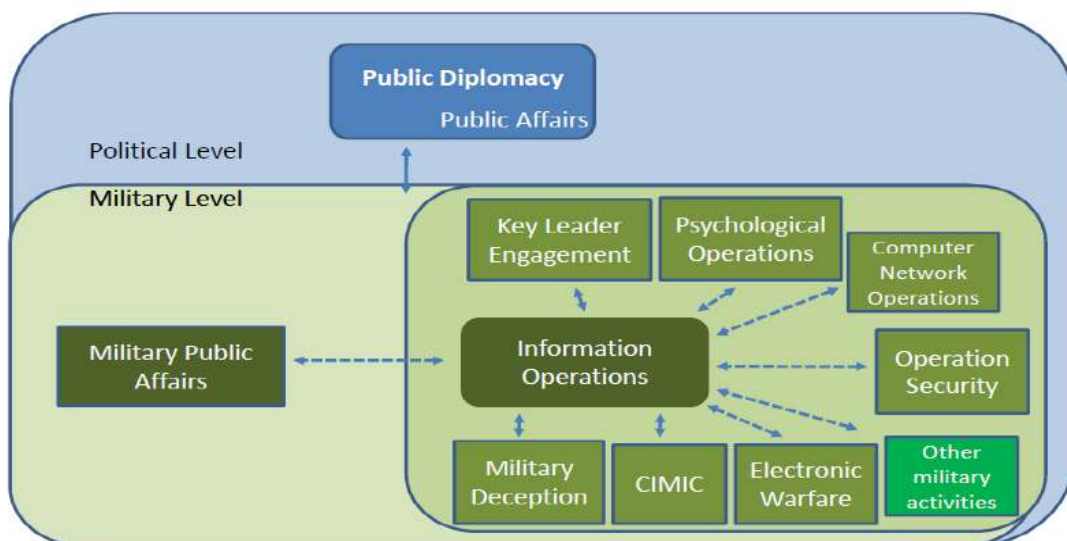 Public Diplomacy
Public Affairs
Political Level
Military Level
Key Leader
Engagement
Psychological
Operations
Computer
Network
Operations
Military Public
Affairs
Information
Operations
Operation
Security
Military
Deception
CIMIC
Electronic
Warfare
Other
military
activities